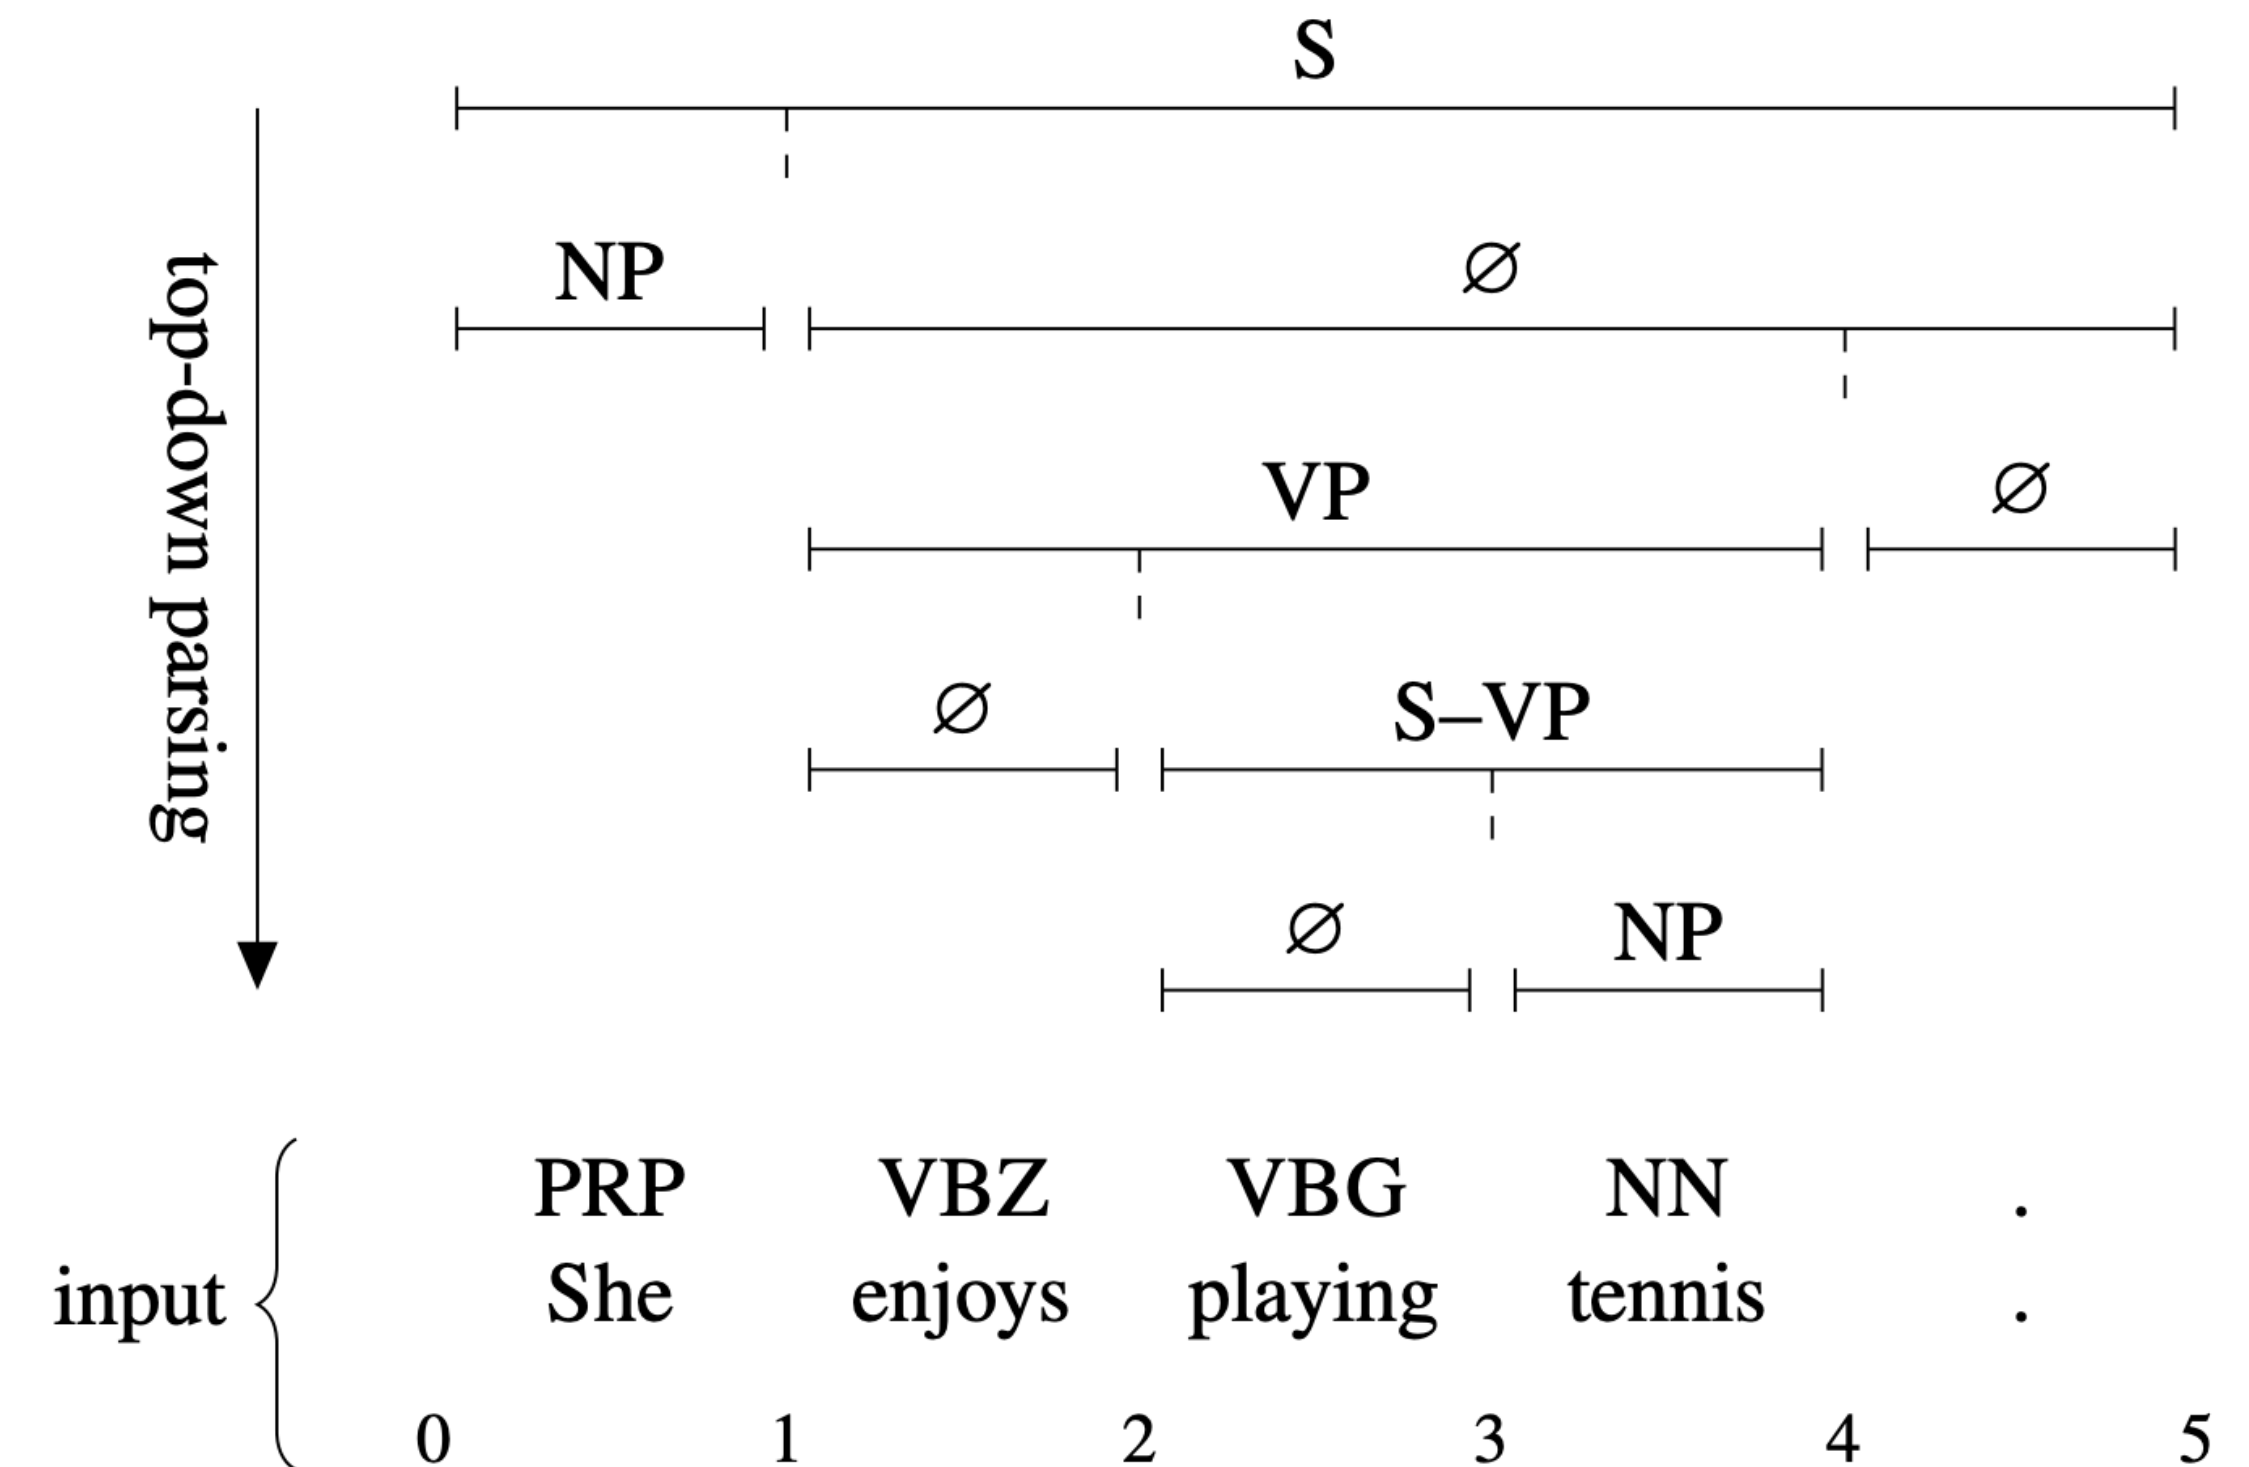 S
NP ∅
VP ∅
∅ S–VP
∅ NP
top-down parsing
PRP VBZ VBG NN .
input She enjoys playing tennis .
0 1 2 3 4 5